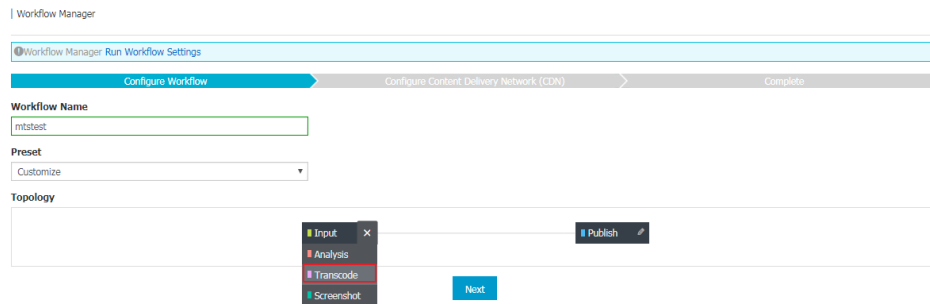 Workflow Manager
Workflow Manager Run Workflow Settings
Configure Workflow Configure Content Delivery Network (CDN) Complete
Workflow Name
mtstest
Preset
Customize
Topology
Input Publish
Analysis
Transcode
Screenshot
Next